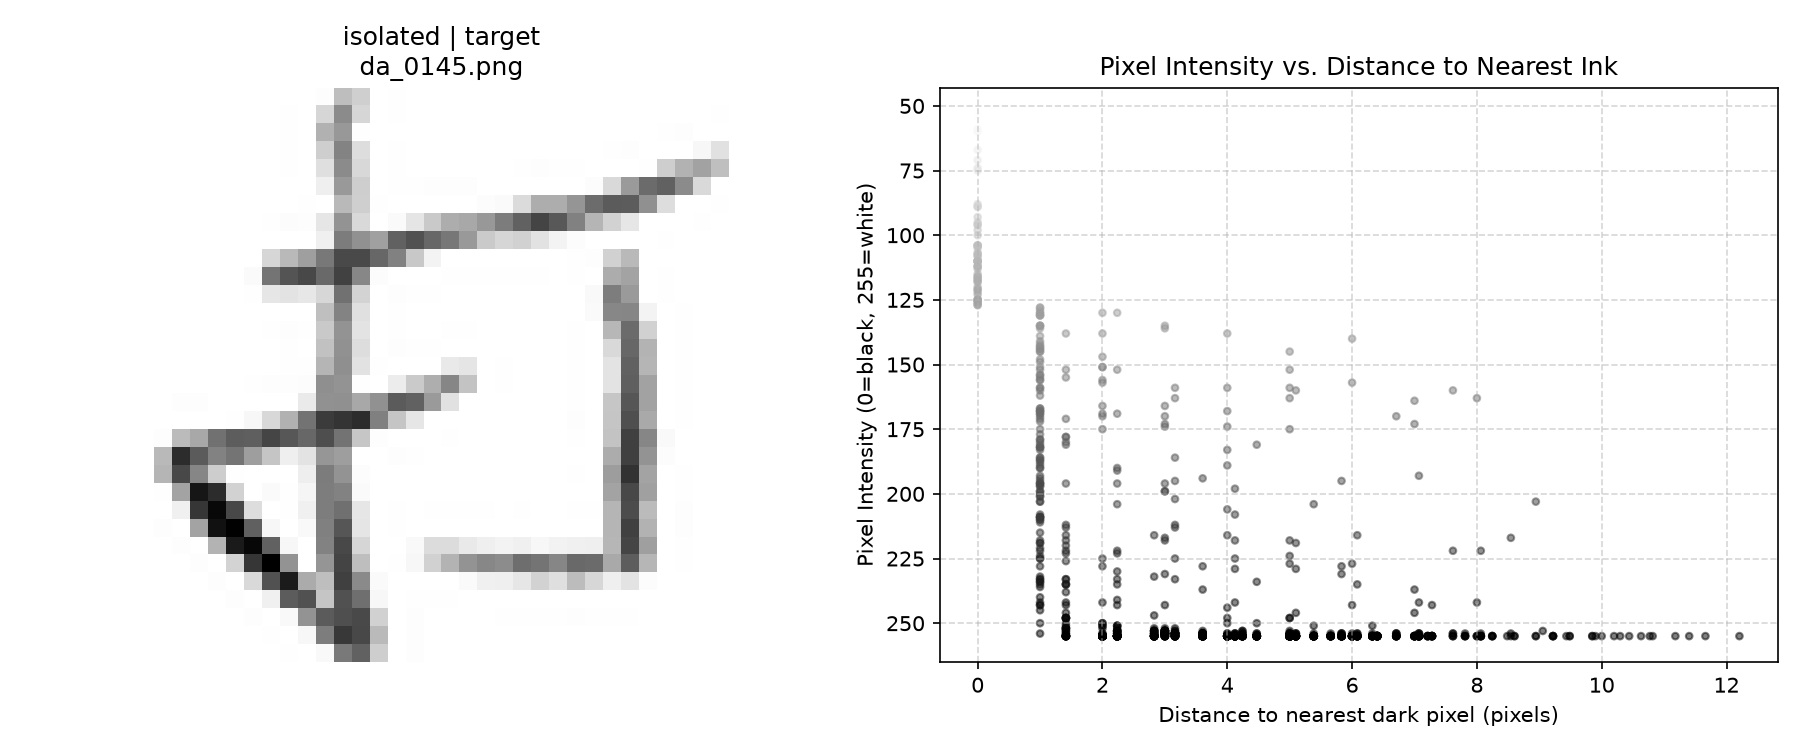 打
isolated | target
da_0145.png
Pixel Intensity vs. Distance to Nearest Ink
Pixel Intensity (0=black, 255=white)
50
75
100
125
150
175
200
225
250
0 2 4 6 8 10 12
Distance to nearest dark pixel (pixels)